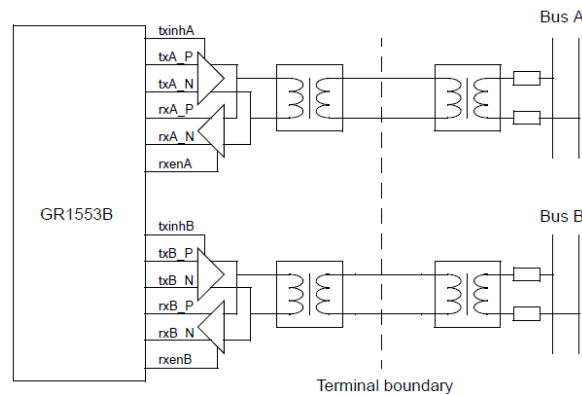 Bus A
txinhA
txA_P
txA_N
rxA_P
rxA_N
rxenA
GR1553B
Bus B
txinhB
txB_P
txB_N
rxB_P
rxB_N
rxenB
Terminal boundary